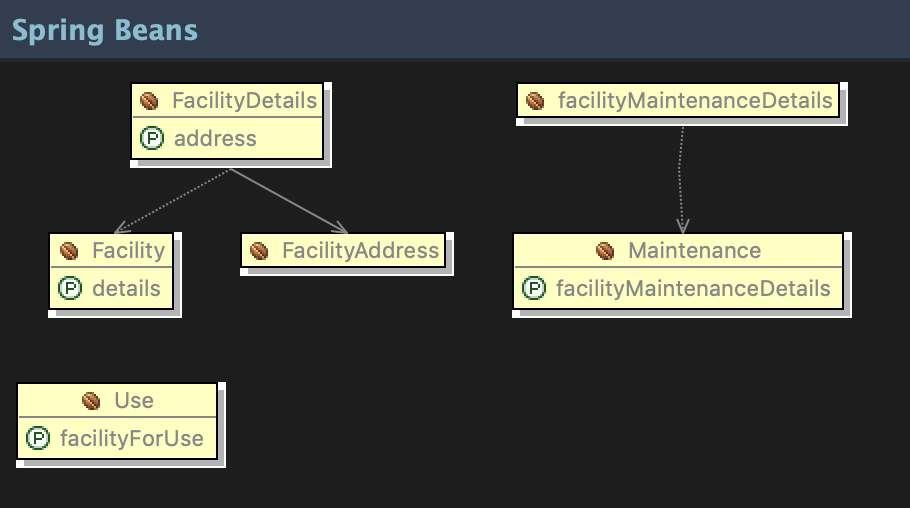 Spring Beans
FacilityDetails
P address
facilityMaintenanceDetails
Facility
P details
FacilityAddress
Maintenance
P facilityMaintenanceDetails
Use
P facilityForUse